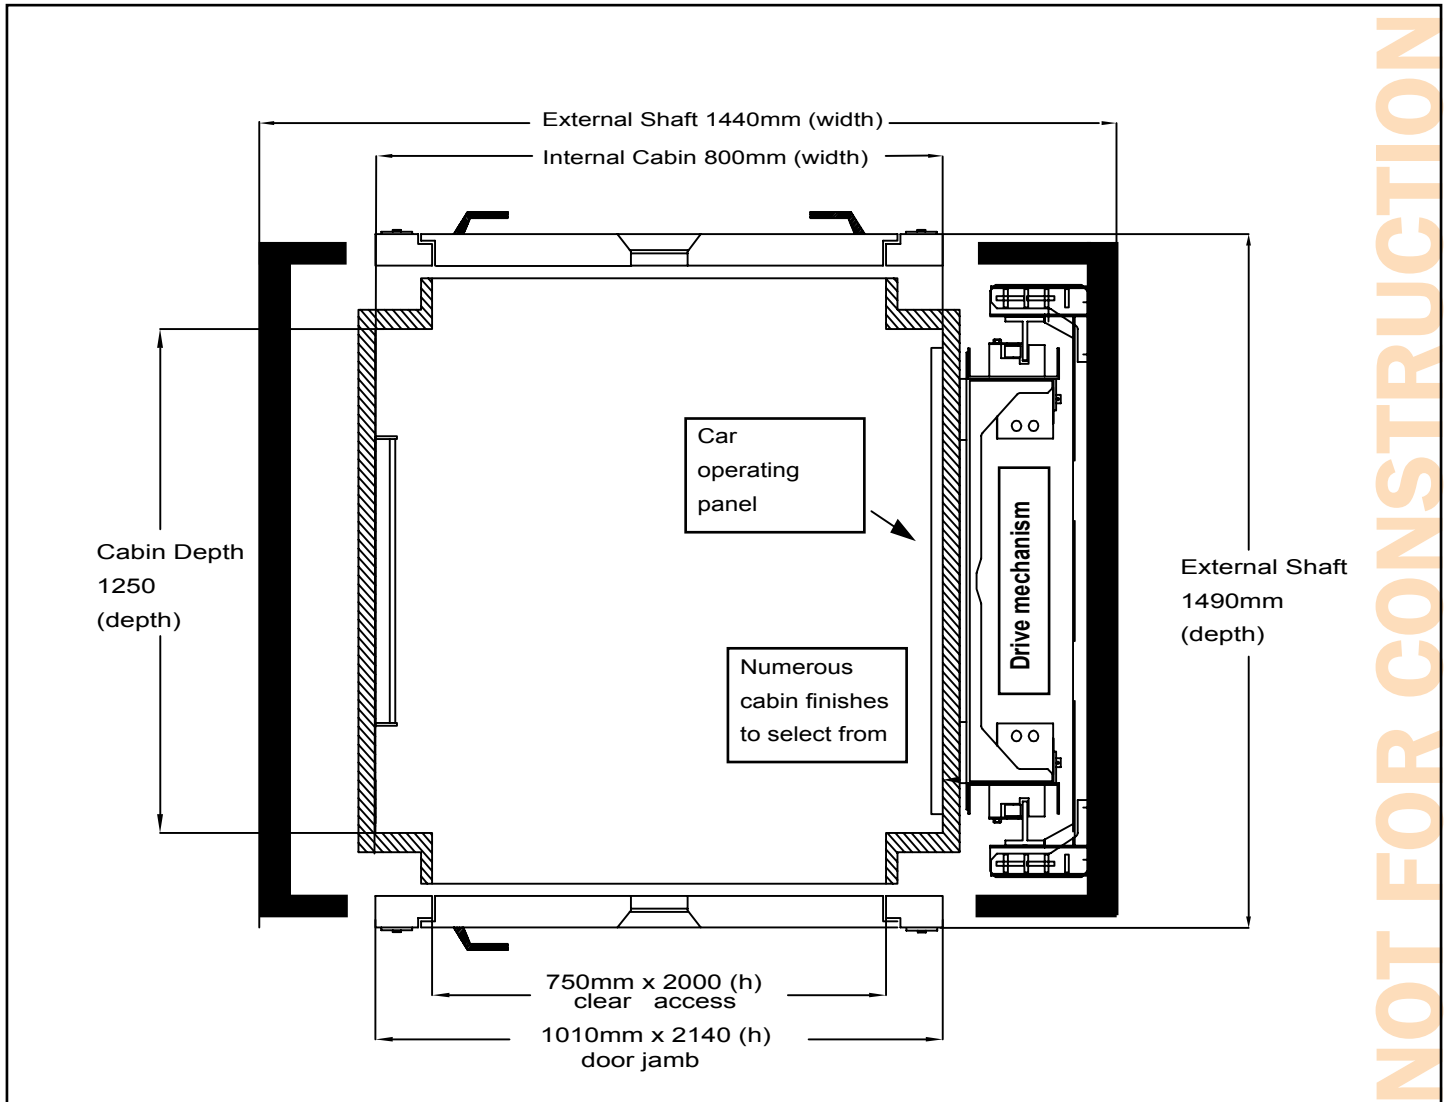 External Shaft 1440mm (width)
Internal Cabin 800mm (width)
Car
operating
panel
Cabin Depth
1250
(depth)
Drive mechanism
External Shaft
1490mm
(depth)
Numerous
cabin finishes
to select from
750mm x 2000 (h)
clear access
1010mm x 2140 (h)
door jamb
NOT FOR CONSTRUCTION